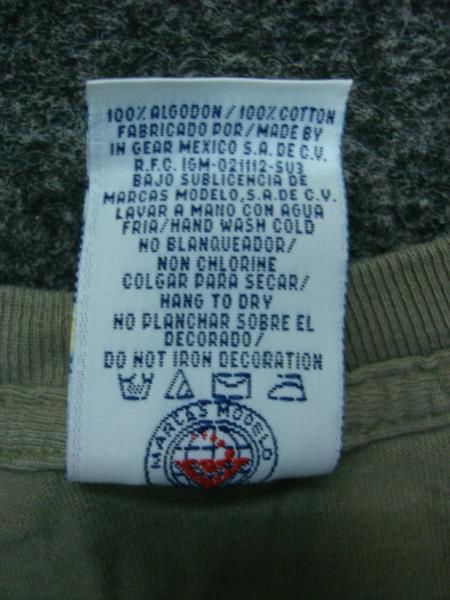 100% ALGODON / 100% COTTON
FABRICADO POR/MADE BY
IN GEAR MEXICO S.A. DE C.V.
R.F.C. IGM-021112-SU3
BAJO SUBLICENCIA DE
MARCAS MODELO,S.A. DE C.V.
LAVAR A MANO CON AGUA
FRIA/HAND WASH COLD
NO BLANQUEADOR/
NON CHLORINE
COLGAR PARA SECAR/
HANG TO DRY
NO PLANCHAR SOBRE EL
DECORADO/
DO NOT IRON DECORATION
MARCAS MODELO